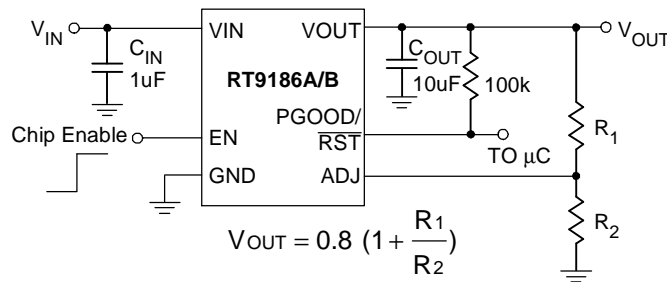 VIN
CIN
1uF
VIN
VOUT
RT9186A/B
COUT
10uF
100k
VOUT
PGOOD/
RST
TO µC
Chip Enable
EN
GND
ADJ
R1
R2
VOUT = 0.8 (1 + R1/R2)